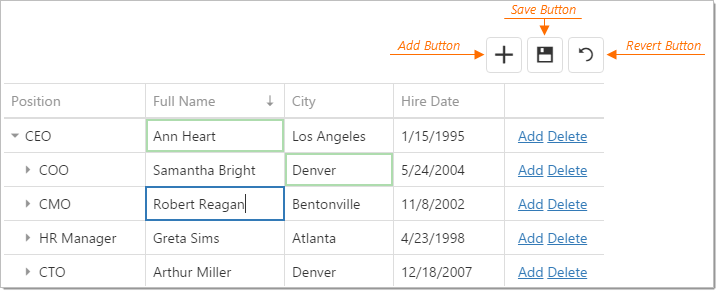 Save Button
Add Button
Revert Button
Position Full Name ↓ City Hire Date
CEO Ann Heart Los Angeles 1/15/1995 Add Delete
COO Samantha Bright Denver 5/24/2004 Add Delete
CMO Robert Reagan Bentonville 11/8/2002 Add Delete
HR Manager Greta Sims Atlanta 4/23/1998 Add Delete
CTO Arthur Miller Denver 12/18/2007 Add Delete